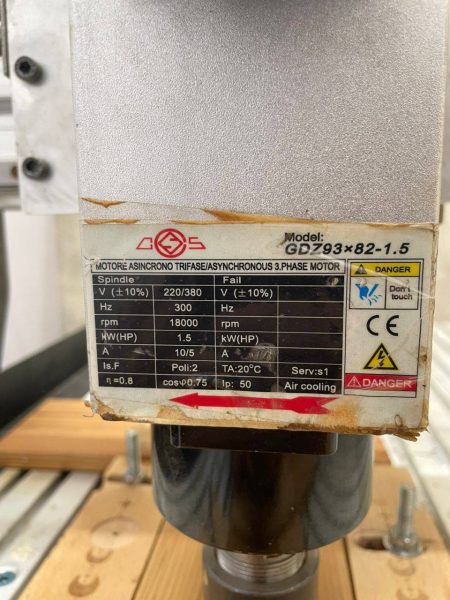 Model:
GDZ93×82-1.5
MOTORE ASINCRONO TRIFASE/ASYNCHRONOUS 3.PHASE MOTOR
Spindle Fail
V (±10%) 220/380 V (±10%)
Hz 300 Hz
rpm 18000 rpm
kW(HP) 1.5 kW(HP)
A 10/5 A
Is.F Poli:2 TA:20°C Serv:s1
η=0.8 cosφ0.75 Ip: 50 Air cooling
DANGER
Don't
touch
CE
DANGER